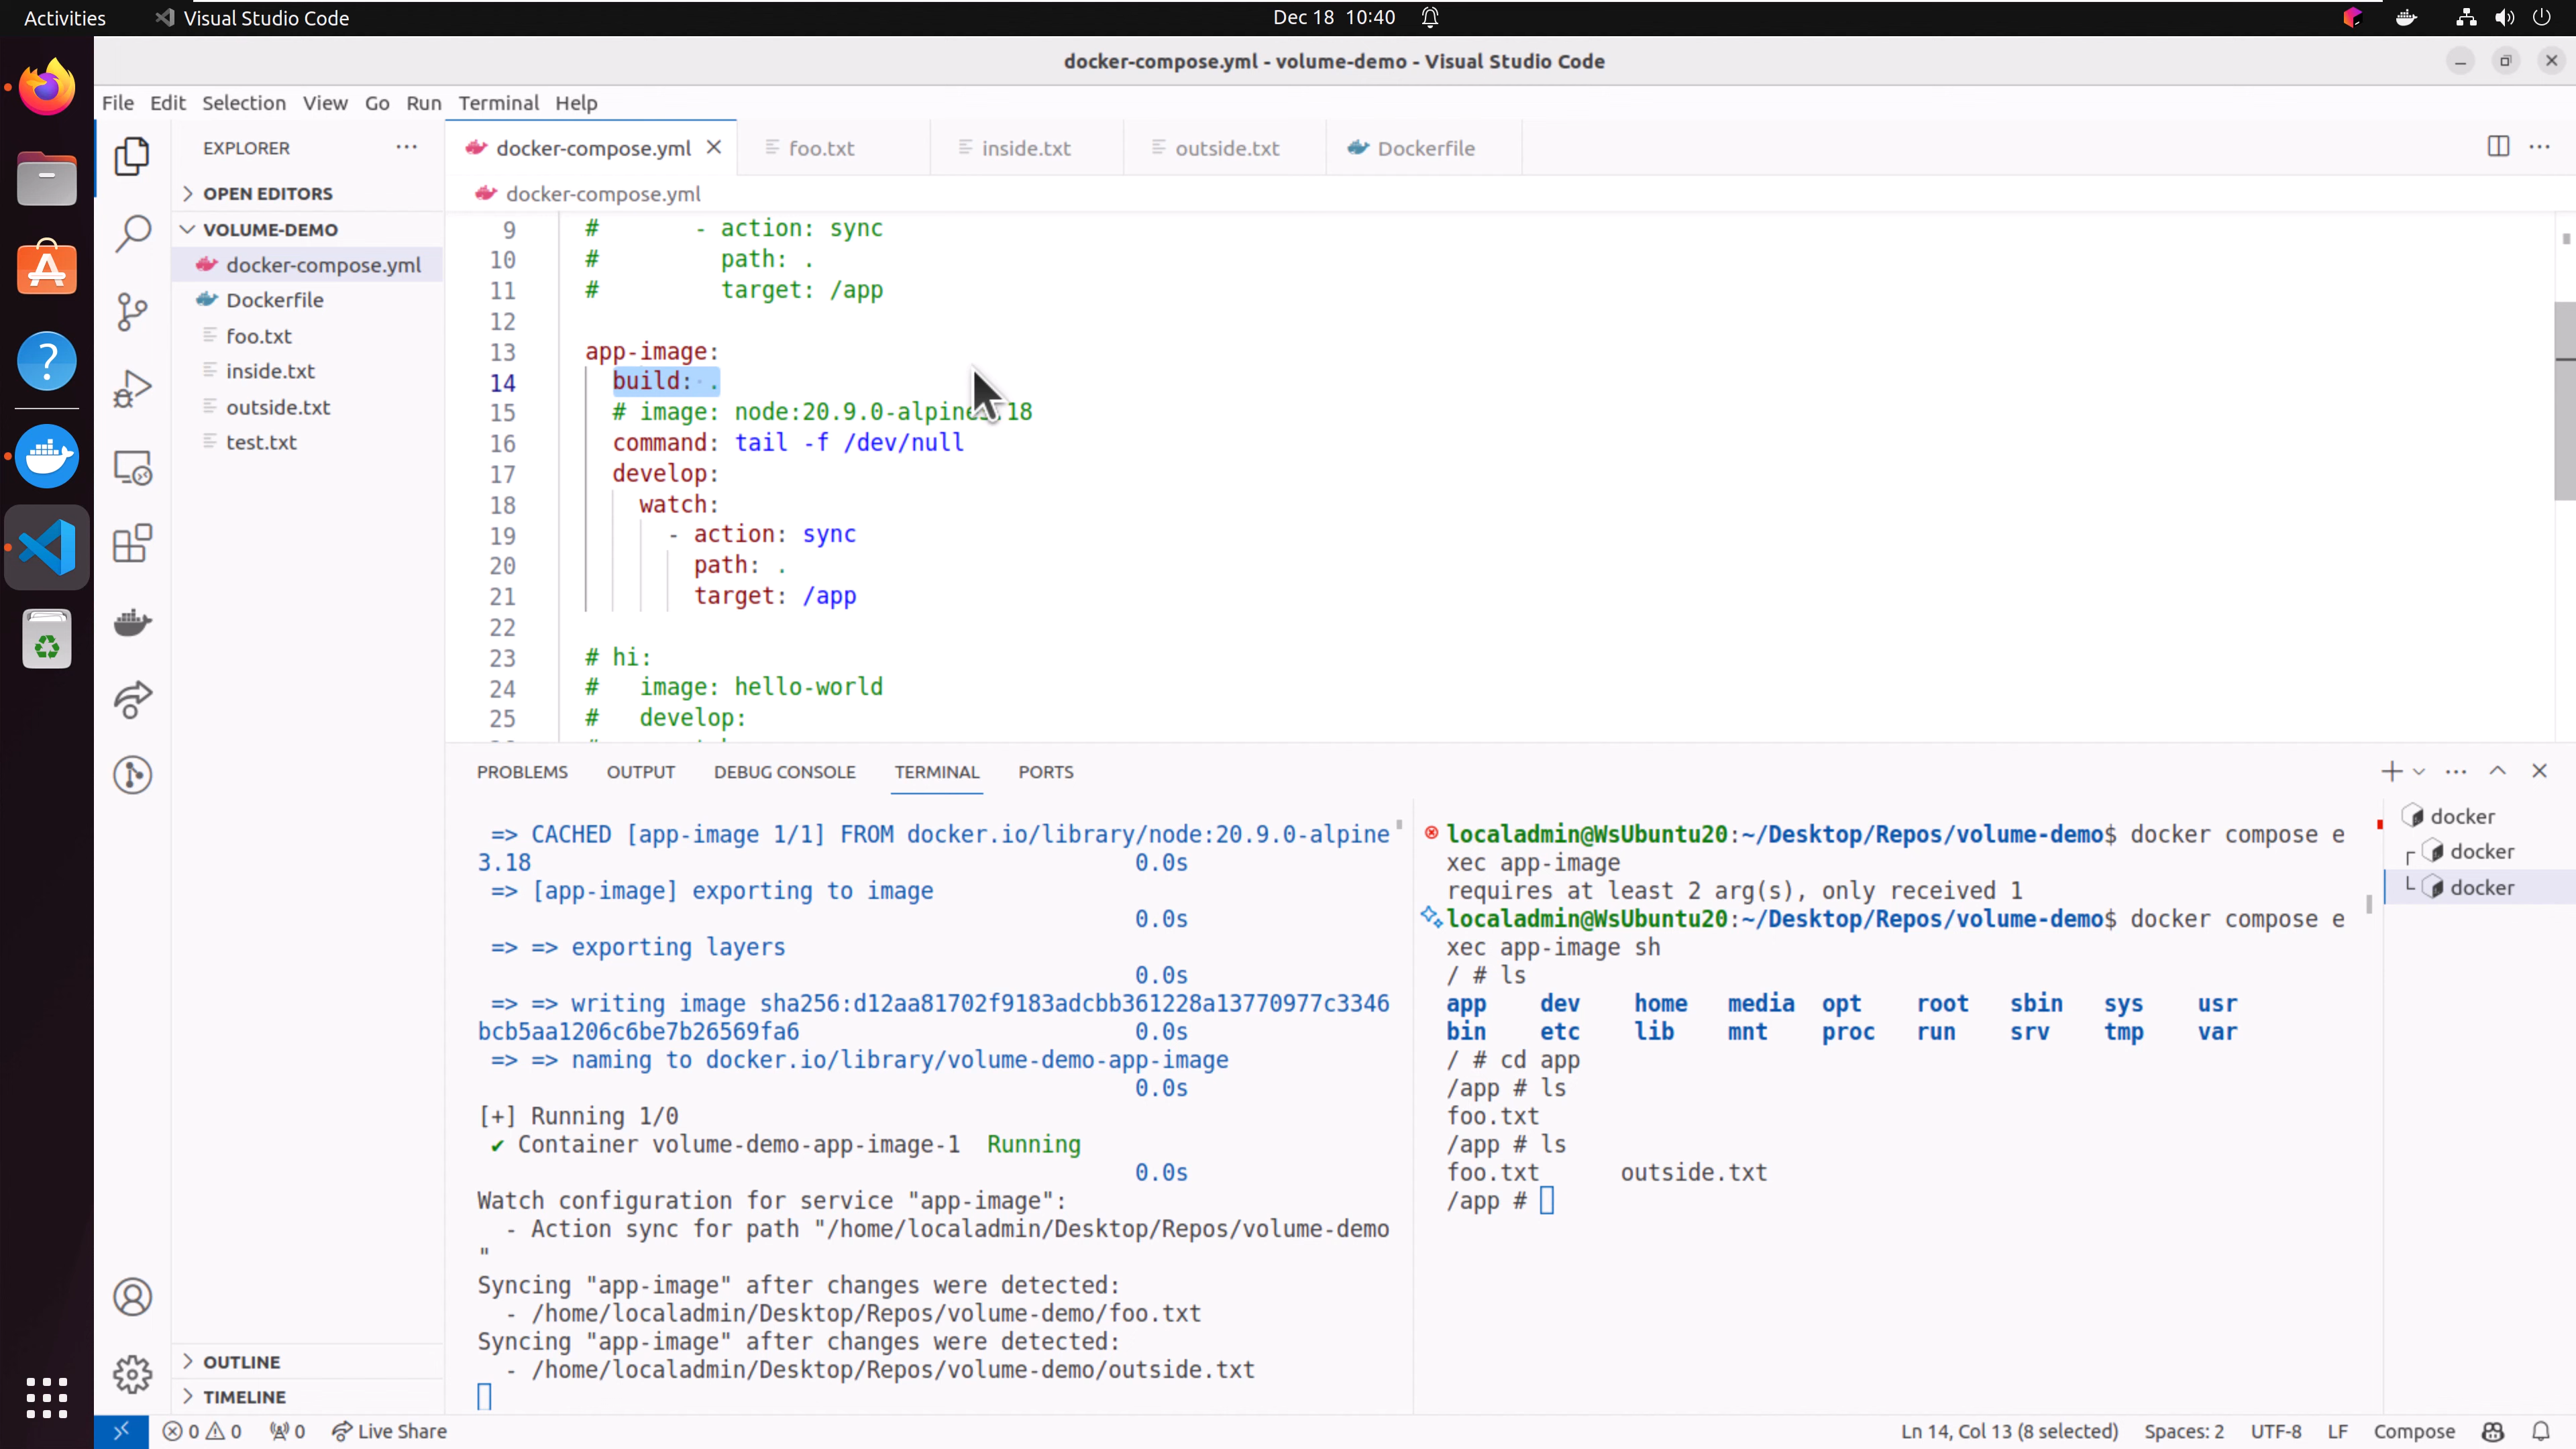 Activities
Visual Studio Code
Dec 18 10:40
docker-compose.yml - volume-demo - Visual Studio Code
File Edit Selection View Go Run Terminal Help
EXPLORER
OPEN EDITORS
VOLUME-DEMO
docker-compose.yml
Dockerfile
foo.txt
inside.txt
outside.txt
test.txt
OUTLINE
TIMELINE
docker-compose.yml
foo.txt
inside.txt
outside.txt
Dockerfile
docker-compose.yml
9 # - action: sync
10 # path: .
11 # target: /app
12
13 app-image:
14 build: .
15 # image: node:20.9.0-alpine 18
16 command: tail -f /dev/null
17 develop:
18 watch:
19 - action: sync
20 path: .
21 target: /app
22
23 # hi:
24 # image: hello-world
25 # develop:
PROBLEMS OUTPUT DEBUG CONSOLE TERMINAL PORTS
=> CACHED [app-image 1/1] FROM docker.io/library/node:20.9.0-alpine
3.18 0.0s
=> [app-image] exporting to image
0.0s
=> => exporting layers
0.0s
=> => writing image sha256:d12aa81702f9183adcbb361228a13770977c3346
bcb5aa1206c6be7b26569fa6 0.0s
=> => naming to docker.io/library/volume-demo-app-image
0.0s
[+] Running 1/0
✔ Container volume-demo-app-image-1 Running
0.0s
Watch configuration for service "app-image":
- Action sync for path "/home/localadmin/Desktop/Repos/volume-demo
"
Syncing "app-image" after changes were detected:
- /home/localadmin/Desktop/Repos/volume-demo/foo.txt
Syncing "app-image" after changes were detected:
- /home/localadmin/Desktop/Repos/volume-demo/outside.txt
localadmin@WsUbuntu20:~/Desktop/Repos/volume-demo$ docker compose e
xec app-image
requires at least 2 arg(s), only received 1
localadmin@WsUbuntu20:~/Desktop/Repos/volume-demo$ docker compose e
xec app-image sh
/ # ls
app dev home media opt root sbin sys usr
bin etc lib mnt proc run srv tmp var
/ # cd app
/app # ls
foo.txt
/app # ls
foo.txt outside.txt
/app #
docker
docker
docker
0 0 0 Live Share
Ln 14, Col 13 (8 selected) Spaces: 2 UTF-8 LF Compose